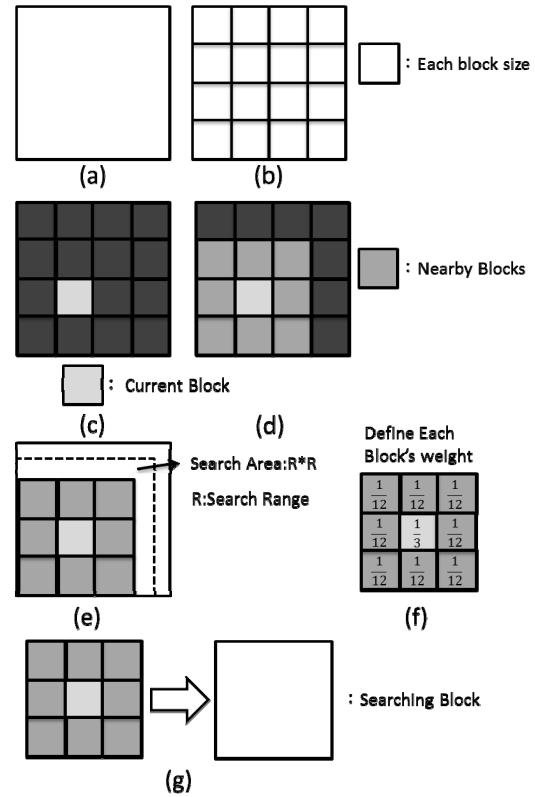 : Each block size
(a)
(b)
: Nearby Blocks
: Current Block
(c)
(d)
Define Each
Block's weight
Search Area:R*R
R:Search Range
1/12 1/12 1/12
1/12 1/3 1/12
1/12 1/12 1/12
(e)
(f)
: Searching Block
(g)